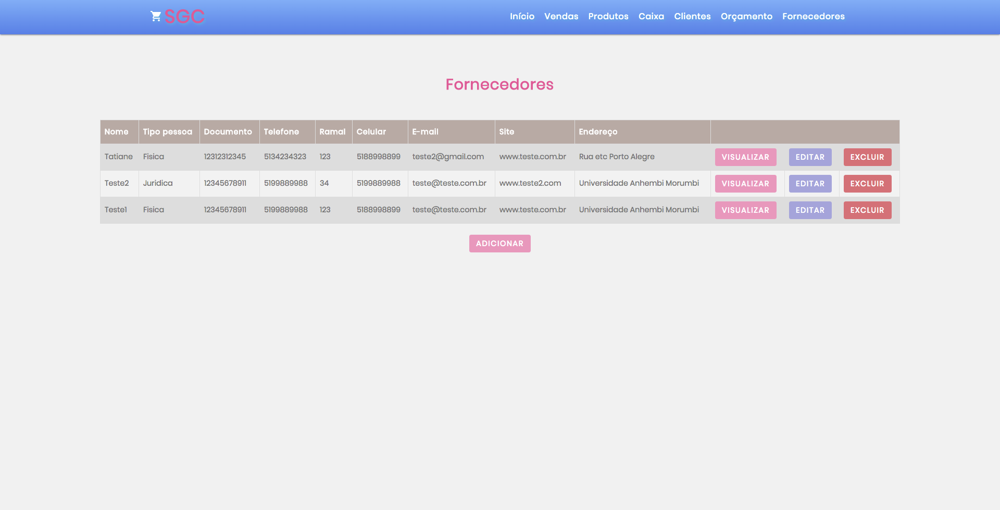 SGC Início Vendas Produtos Caixa Clientes Orçamento Fornecedores
Fornecedores
Nome Tipo pessoa Documento Telefone Ramal Celular E-mail Site Endereço
Tatiane Fisica 12312312345 5134234323 123 5188998899 teste2@gmail.com www.teste.com.br Rua etc Porto Alegre VISUALIZAR EDITAR EXCLUIR
Teste2 Juridica 12345678911 5199889988 34 5199889988 teste@teste.com.br www.teste2.com Universidade Anhembi Morumbi VISUALIZAR EDITAR EXCLUIR
Teste1 Fisica 12345678911 5199889988 123 5188998899 teste@teste.com.br www.teste.com.br Universidade Anhembi Morumbi VISUALIZAR EDITAR EXCLUIR
ADICIONAR